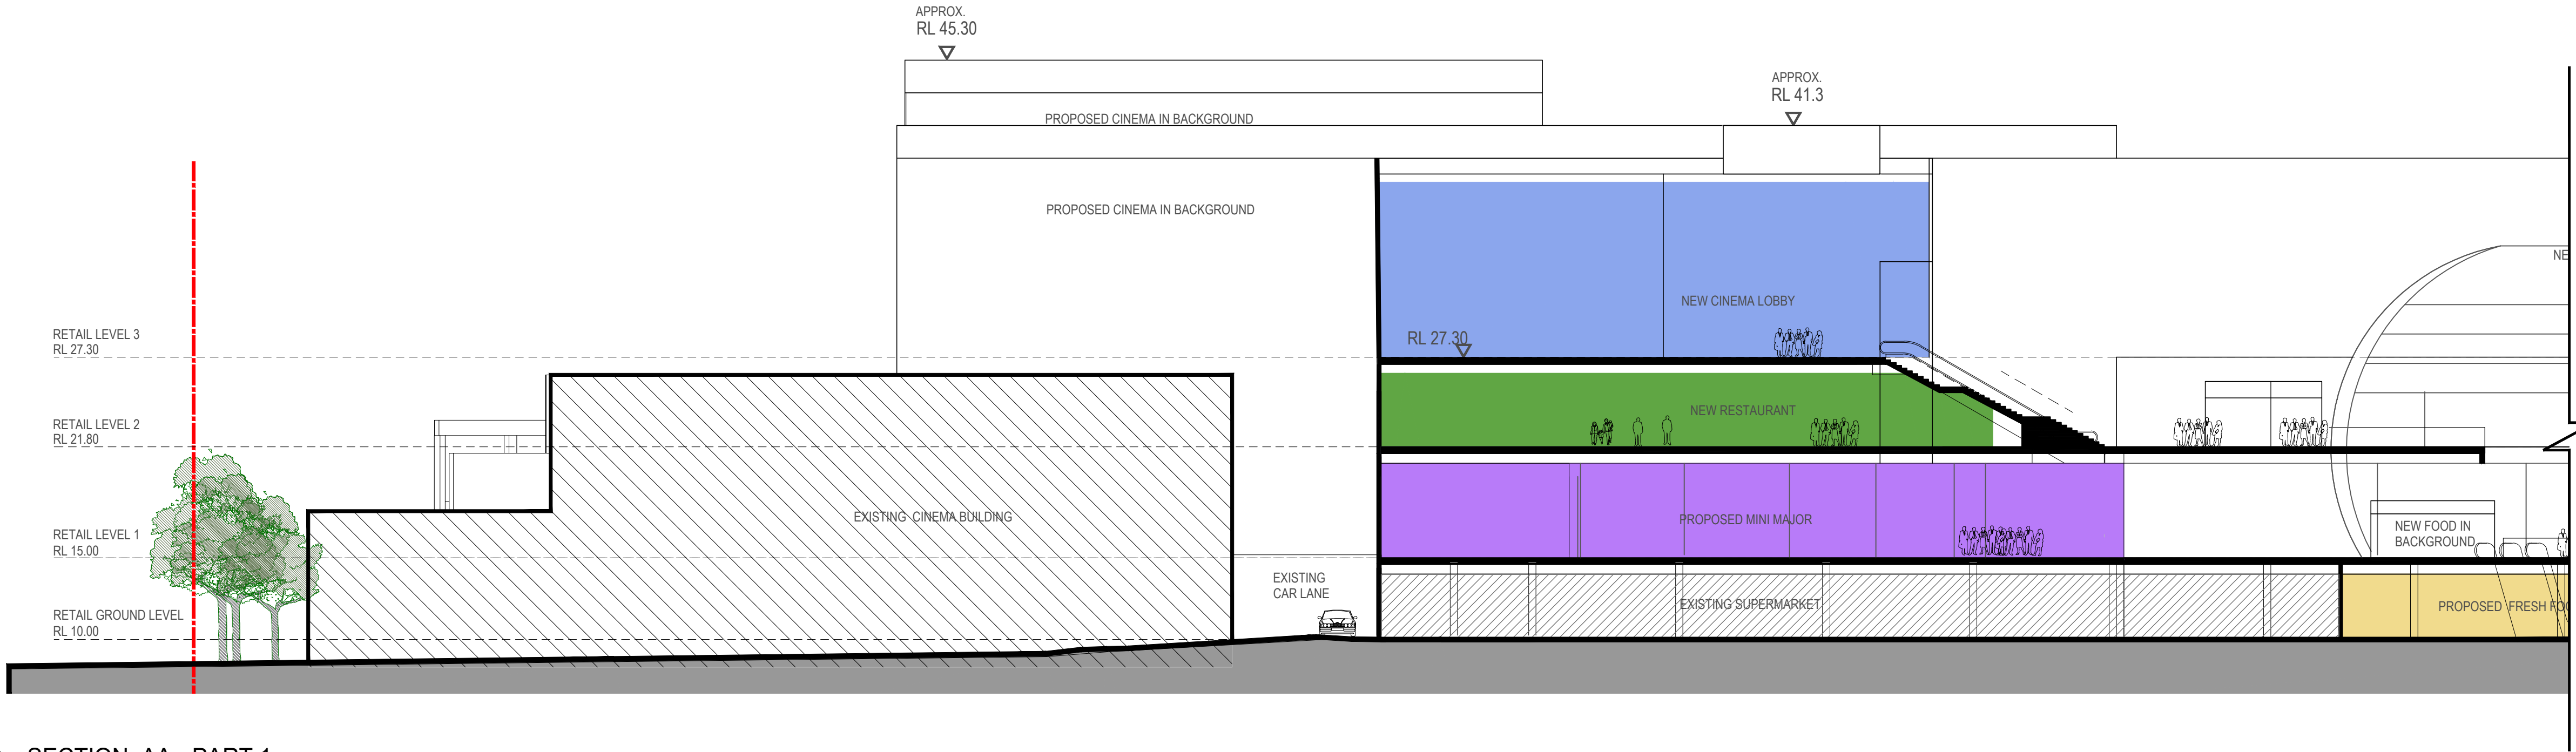 APPROX.
RL 45.30
APPROX.
RL 41.3
PROPOSED CINEMA IN BACKGROUND
PROPOSED CINEMA IN BACKGROUND
NE
NEW CINEMA LOBBY
RETAIL LEVEL 3
RL 27.30
RL 27.30
NEW RESTAURANT
RETAIL LEVEL 2
RL 21.80
EXISTING CINEMA BUILDING
PROPOSED MINI MAJOR
NEW FOOD IN
BACKGROUND
RETAIL LEVEL 1
RL 15.00
EXISTING
CAR LANE
EXISTING SUPERMARKET
PROPOSED FRESH FOO
RETAIL GROUND LEVEL
RL 10.00
SECTION AA - PART 1